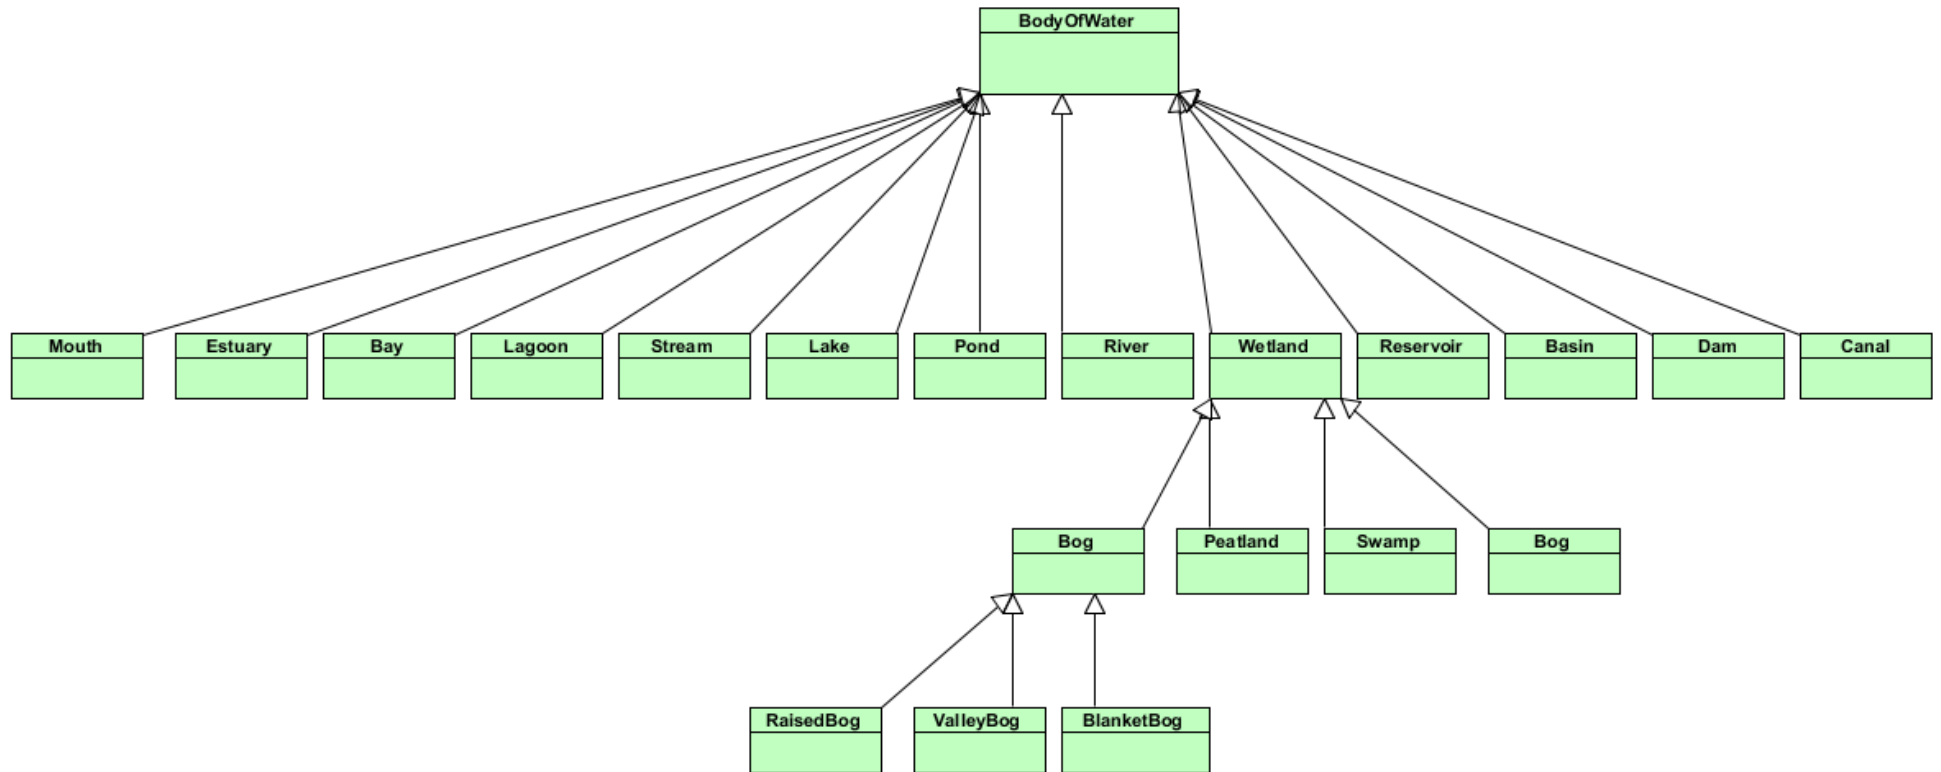 BodyOfWater
Mouth
Estuary
Bay
Lagoon
Stream
Lake
Pond
River
Wetland
Reservoir
Basin
Dam
Canal
Bog
Peatland
Swamp
Bog
RaisedBog
ValleyBog
BlanketBog